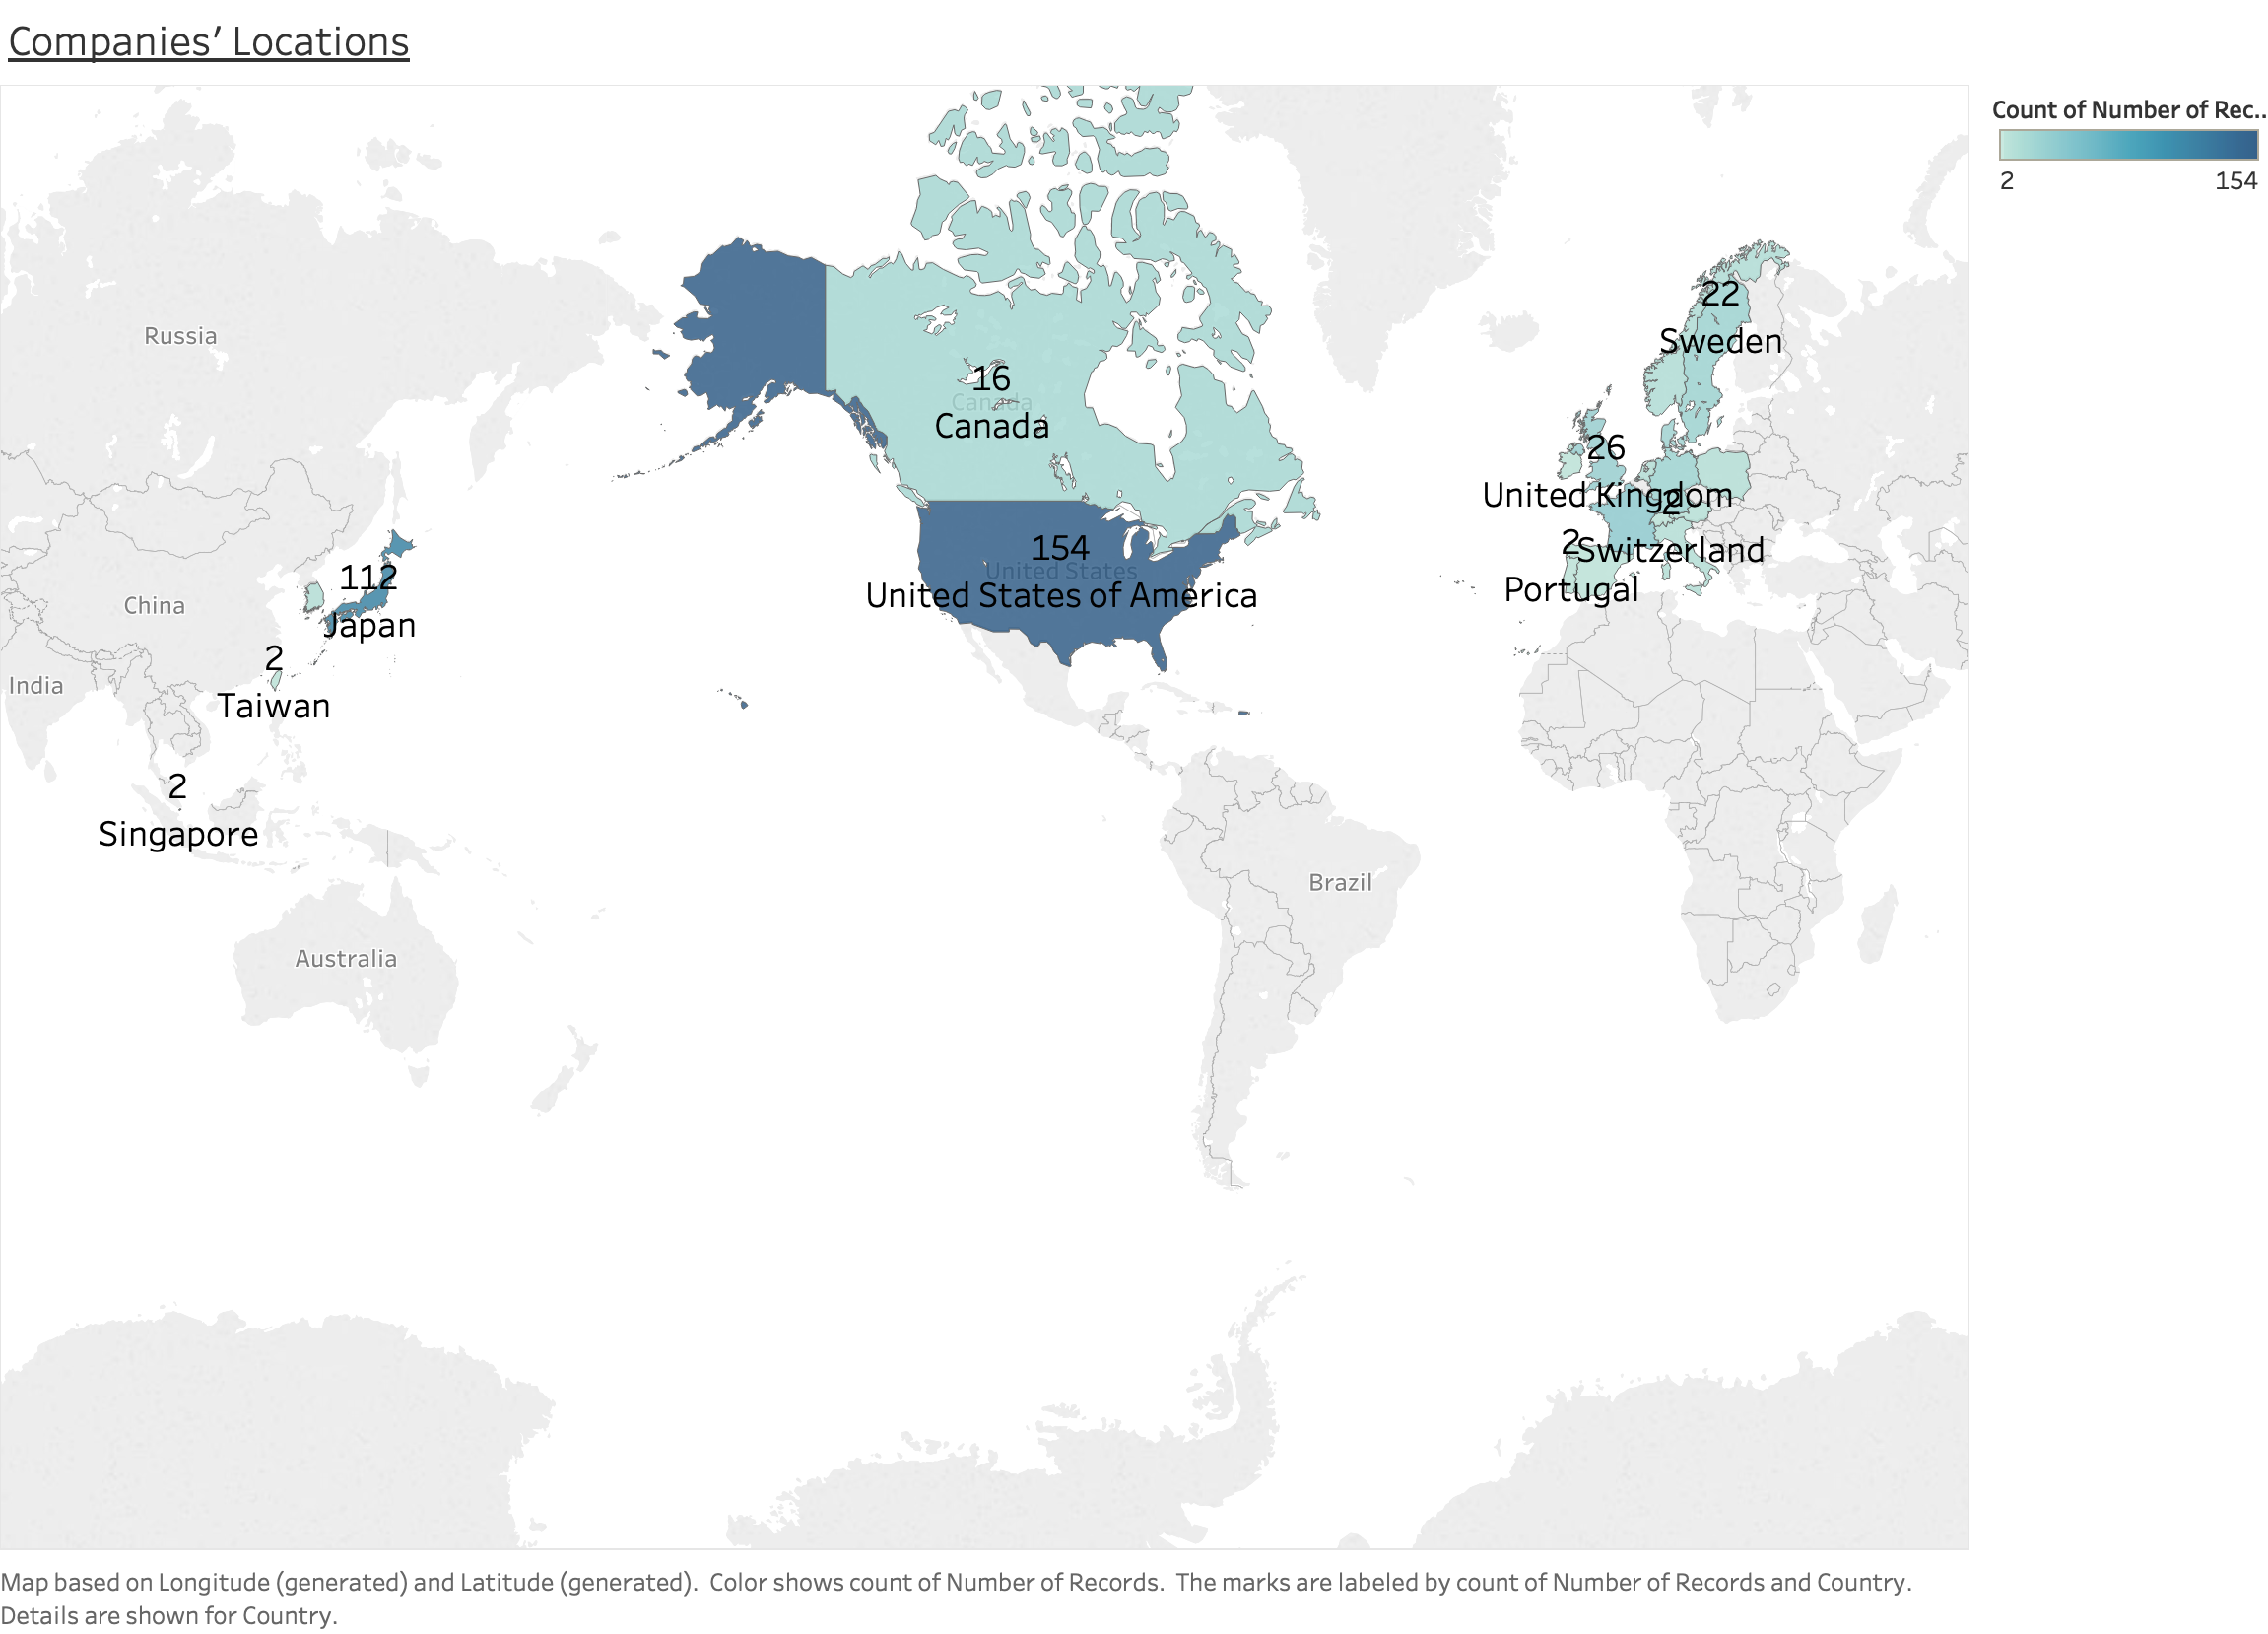 Companies’ Locations
Count of Number of Rec..
2
154
22
Sweden
Russia
16
Canada
Canada
26
United Kingdom
2
2
Switzerland
154
United States
United States of America
112
Japan
China
Portugal
2
Taiwan
India
2
Singapore
Brazil
Australia
Map based on Longitude (generated) and Latitude (generated).  Color shows count of Number of Records.  The marks are labeled by count of Number of Records and Country.
Details are shown for Country.